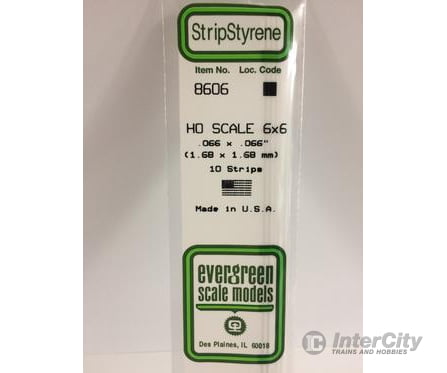 StripStyrene
Item No. Loc. Code
8606
HO SCALE 6x6
.066 x .066"
(1.68 x 1.68 mm)
10 Strips
Made in U.S.A.
evergreen
scale models
Des Plaines, IL 60018
InterCity
TRAINS AND HOBBIES